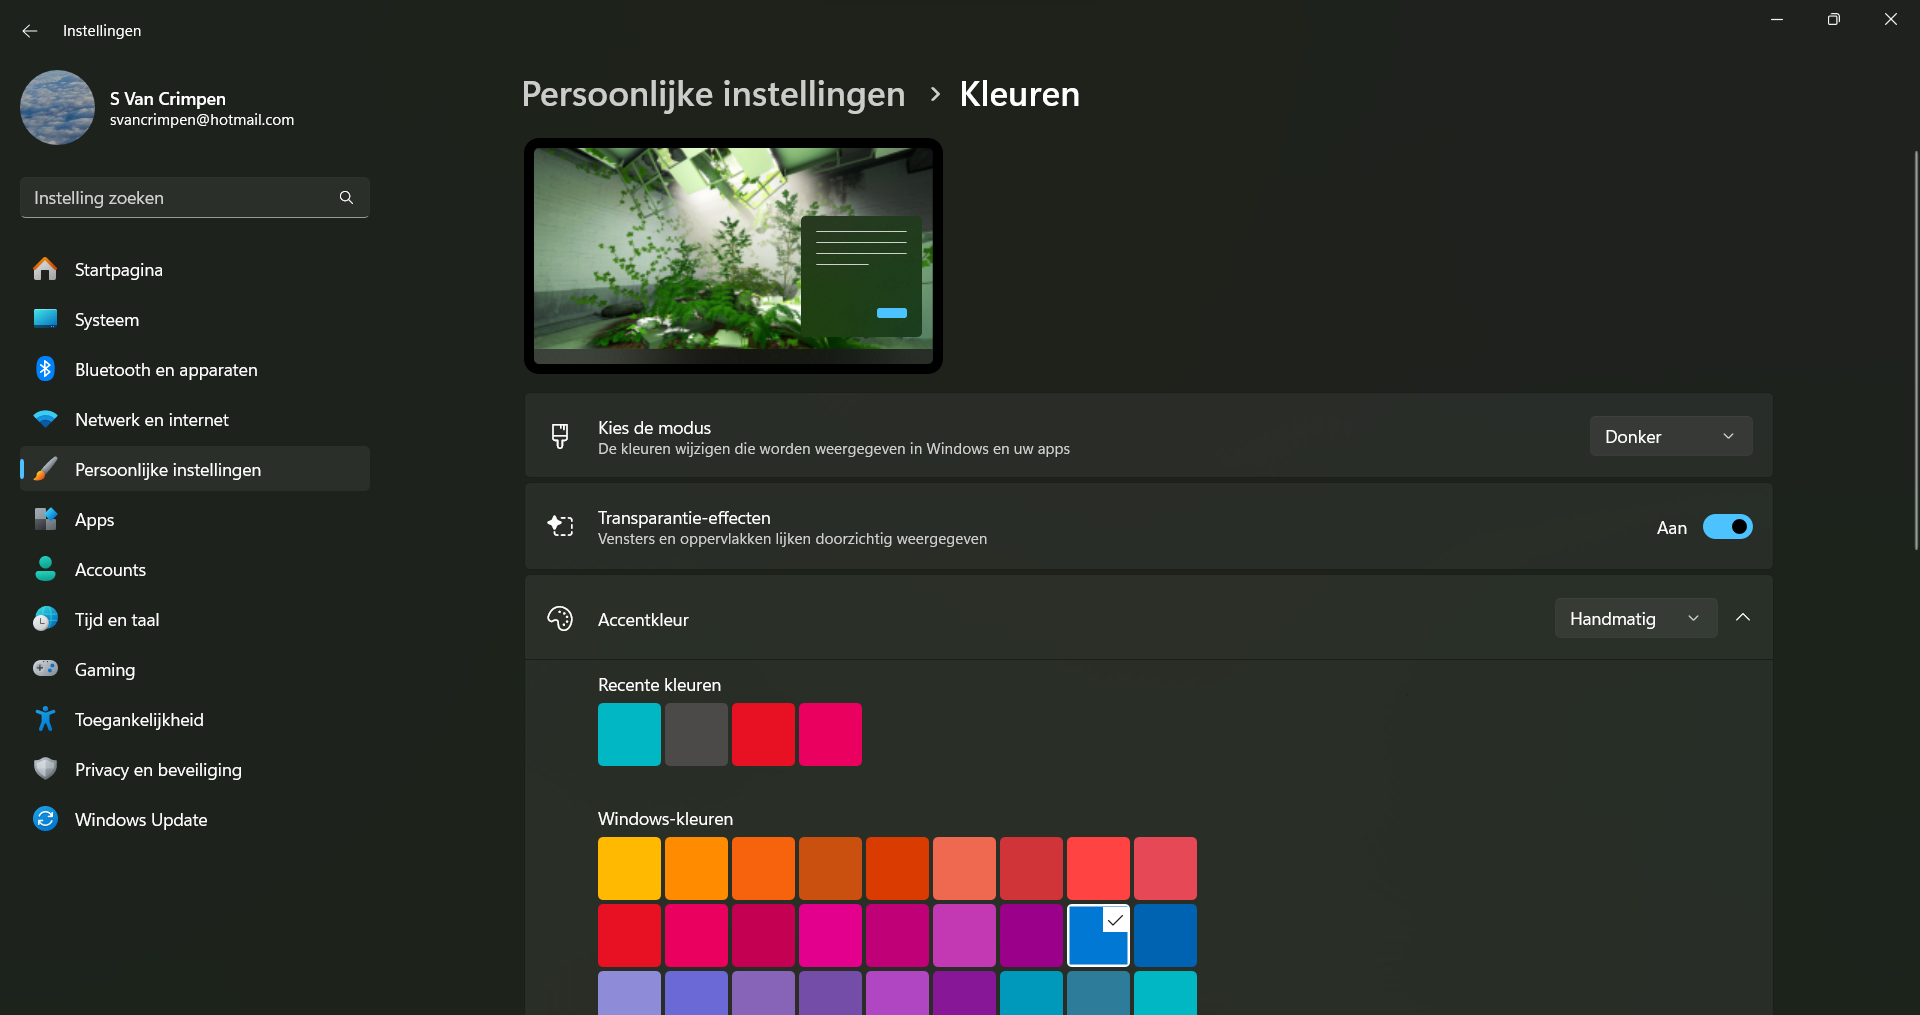 Instellingen
S Van Crimpen
svancrimpen@hotmail.com
Instelling zoeken
Startpagina
Systeem
Bluetooth en apparaten
Netwerk en internet
Persoonlijke instellingen
Apps
Accounts
Tijd en taal
Gaming
Toegankelijkheid
Privacy en beveiliging
Windows Update
Persoonlijke instellingen > Kleuren
Kies de modus
De kleuren wijzigen die worden weergegeven in Windows en uw apps
Donker
Transparantie-effecten
Vensters en oppervlakken lijken doorzichtig weergegeven
Aan
Accentkleur
Handmatig
Recente kleuren
Windows-kleuren